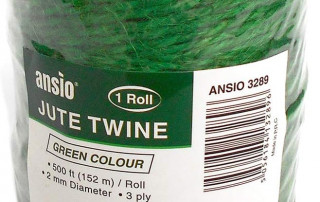 ansio®
1 Roll
JUTE TWINE
GREEN COLOUR
• 500 ft (152 m) / Roll
• 2 mm Diameter • 3 ply
ANSIO 3289